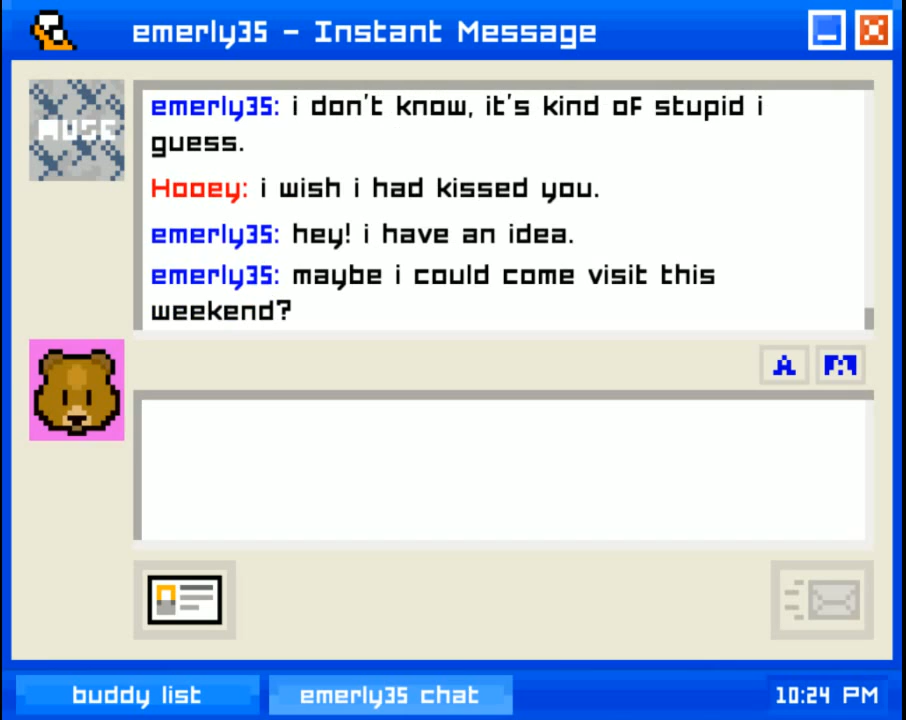 emerly35 - Instant Message
MUSE
emerly35: i don't know, it's kind of stupid i
guess.
Hooey: i wish i had kissed you.
emerly35: hey! i have an idea.
emerly35: maybe i could come visit this
weekend?
A
buddy list
emerly35 chat
10:24 PM